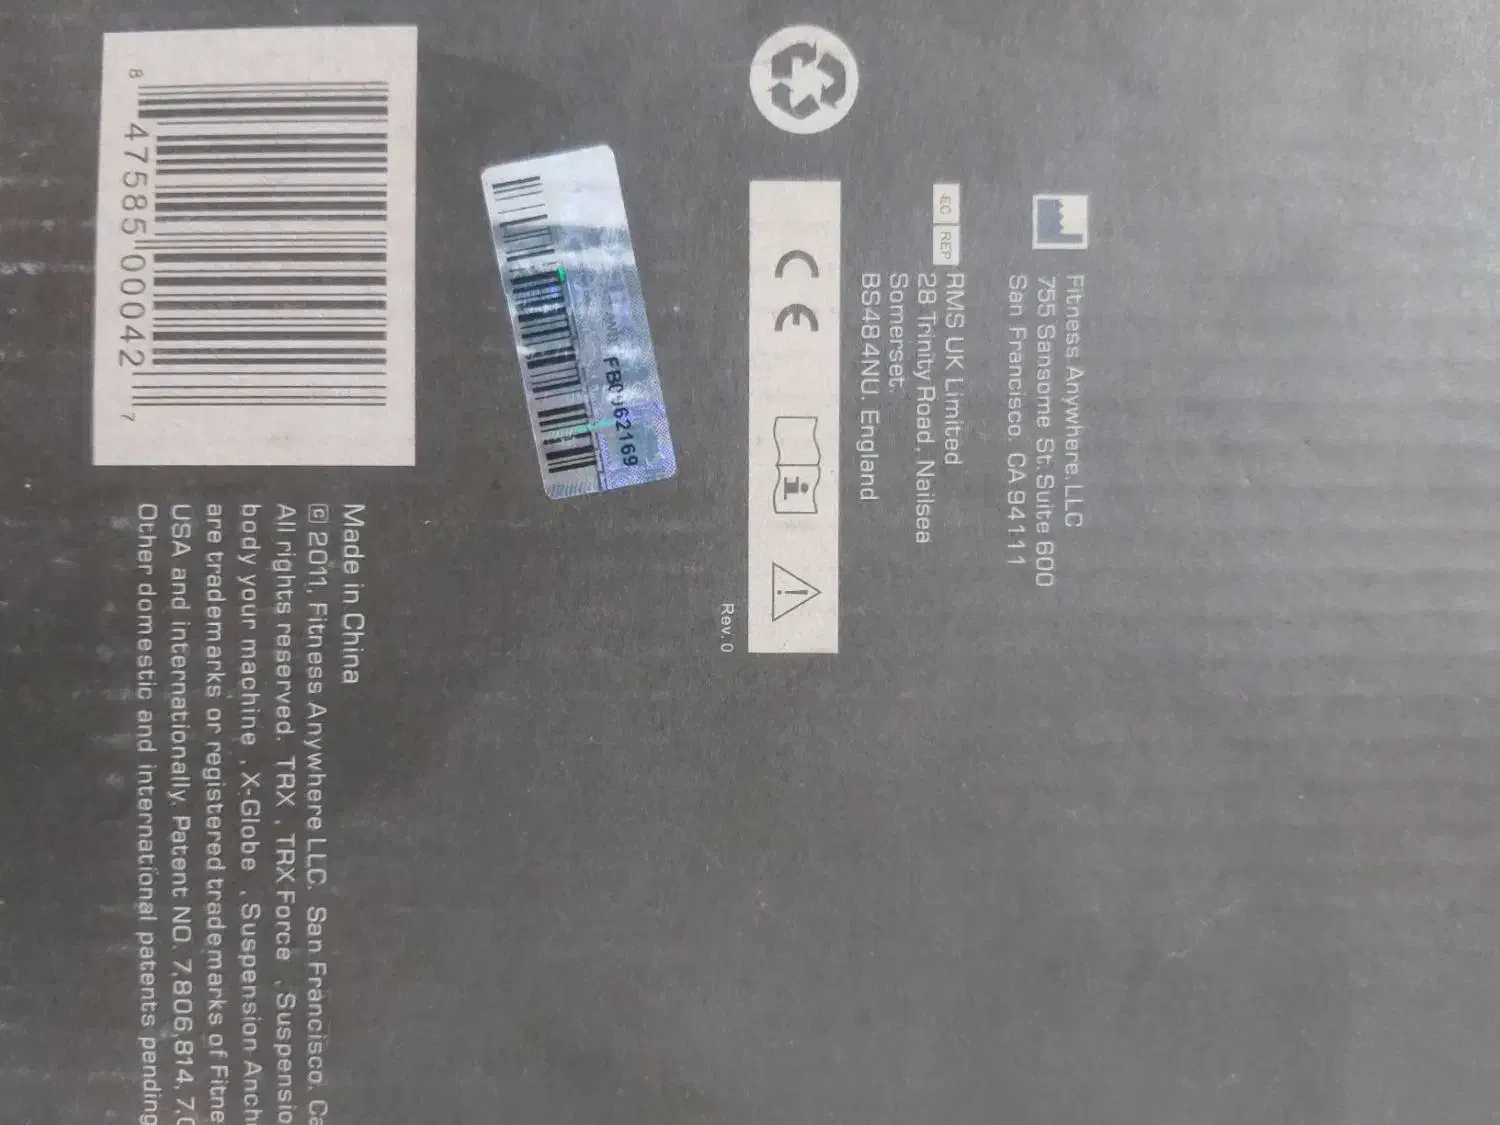 Fitness Anywhere, LLC
755 Sansome St. Suite 600
San Francisco, CA 94111
EC REP
RMS UK Limited
28 Trinity Road, Nailsea
Somerset,
BS484NU. England
CE
i
!
Rev.0
FB0062169
8 47585 00042 7
Made in China
© 2011, Fitness Anywhere LLC. San Francisco, Ca
All rights reserved. TRX , TRX Force , Suspensio
body your machine , X-Globe , Suspension Anch
are trademarks or registered trademarks of Fitne
USA and internationally. Patent NO. 7,806,814, 7,0
Other domestic and international patents pending